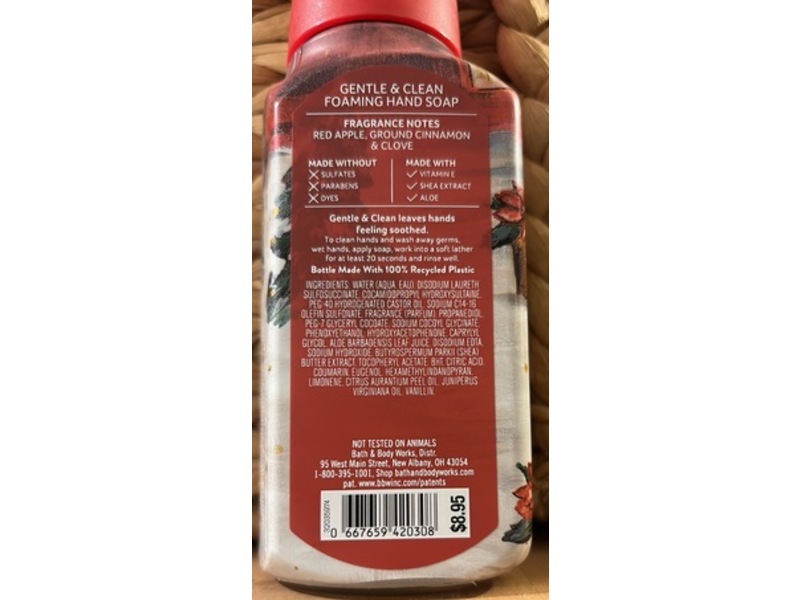 GENTLE & CLEAN
FOAMING HAND SOAP
FRAGRANCE NOTES
RED APPLE, GROUND CINNAMON
& CLOVE
MADE WITHOUT
SULFATES
PARABENS
DYES
MADE WITH
VITAMIN E
SHEA EXTRACT
ALOE
Gentle & Clean leaves hands
feeling soothed.
To clean hands and wash away germs,
wet hands, apply soap, work into a soft lather
for at least 20 seconds and rinse well.
Bottle Made With 100% Recycled Plastic
INGREDIENTS: WATER (AQUA, EAU), DISODIUM LAURETH
SULFOSUCCINATE, COCAMIDOPROPYL HYDROXYSULTAINE,
PEG-40 HYDROGENATED CASTOR OIL, SODIUM C14-16
OLEFIN SULFONATE, FRAGRANCE (PARFUM), PROPANEDIOL,
PEG-7 GLYCERYL COCOATE, SODIUM COCOYL GLYCINATE,
PHENOXYETHANOL, HYDROXYACETOPHENONE, CAPRYLYL
GLYCOL, ALOE BARBADENSIS LEAF JUICE, DISODIUM EDTA,
SODIUM HYDROXIDE, BUTYROSPERMUM PARKII (SHEA)
BUTTER EXTRACT, TOCOPHERYL ACETATE, BHT, CITRIC ACID,
COUMARIN, EUGENOL, HEXAMETHYLINDANOPYRAN,
LIMONENE, CITRUS AURANTIUM PEEL OIL, JUNIPERUS
VIRGINIANA OIL, VANILLIN.
NOT TESTED ON ANIMALS
Bath & Body Works, Distr.
95 West Main Street, New Albany, OH 43054
1-800-395-1001, Shop bathandbodyworks.com
pat. www.bbwinc.com/patents
$8.95
0 667659 420308